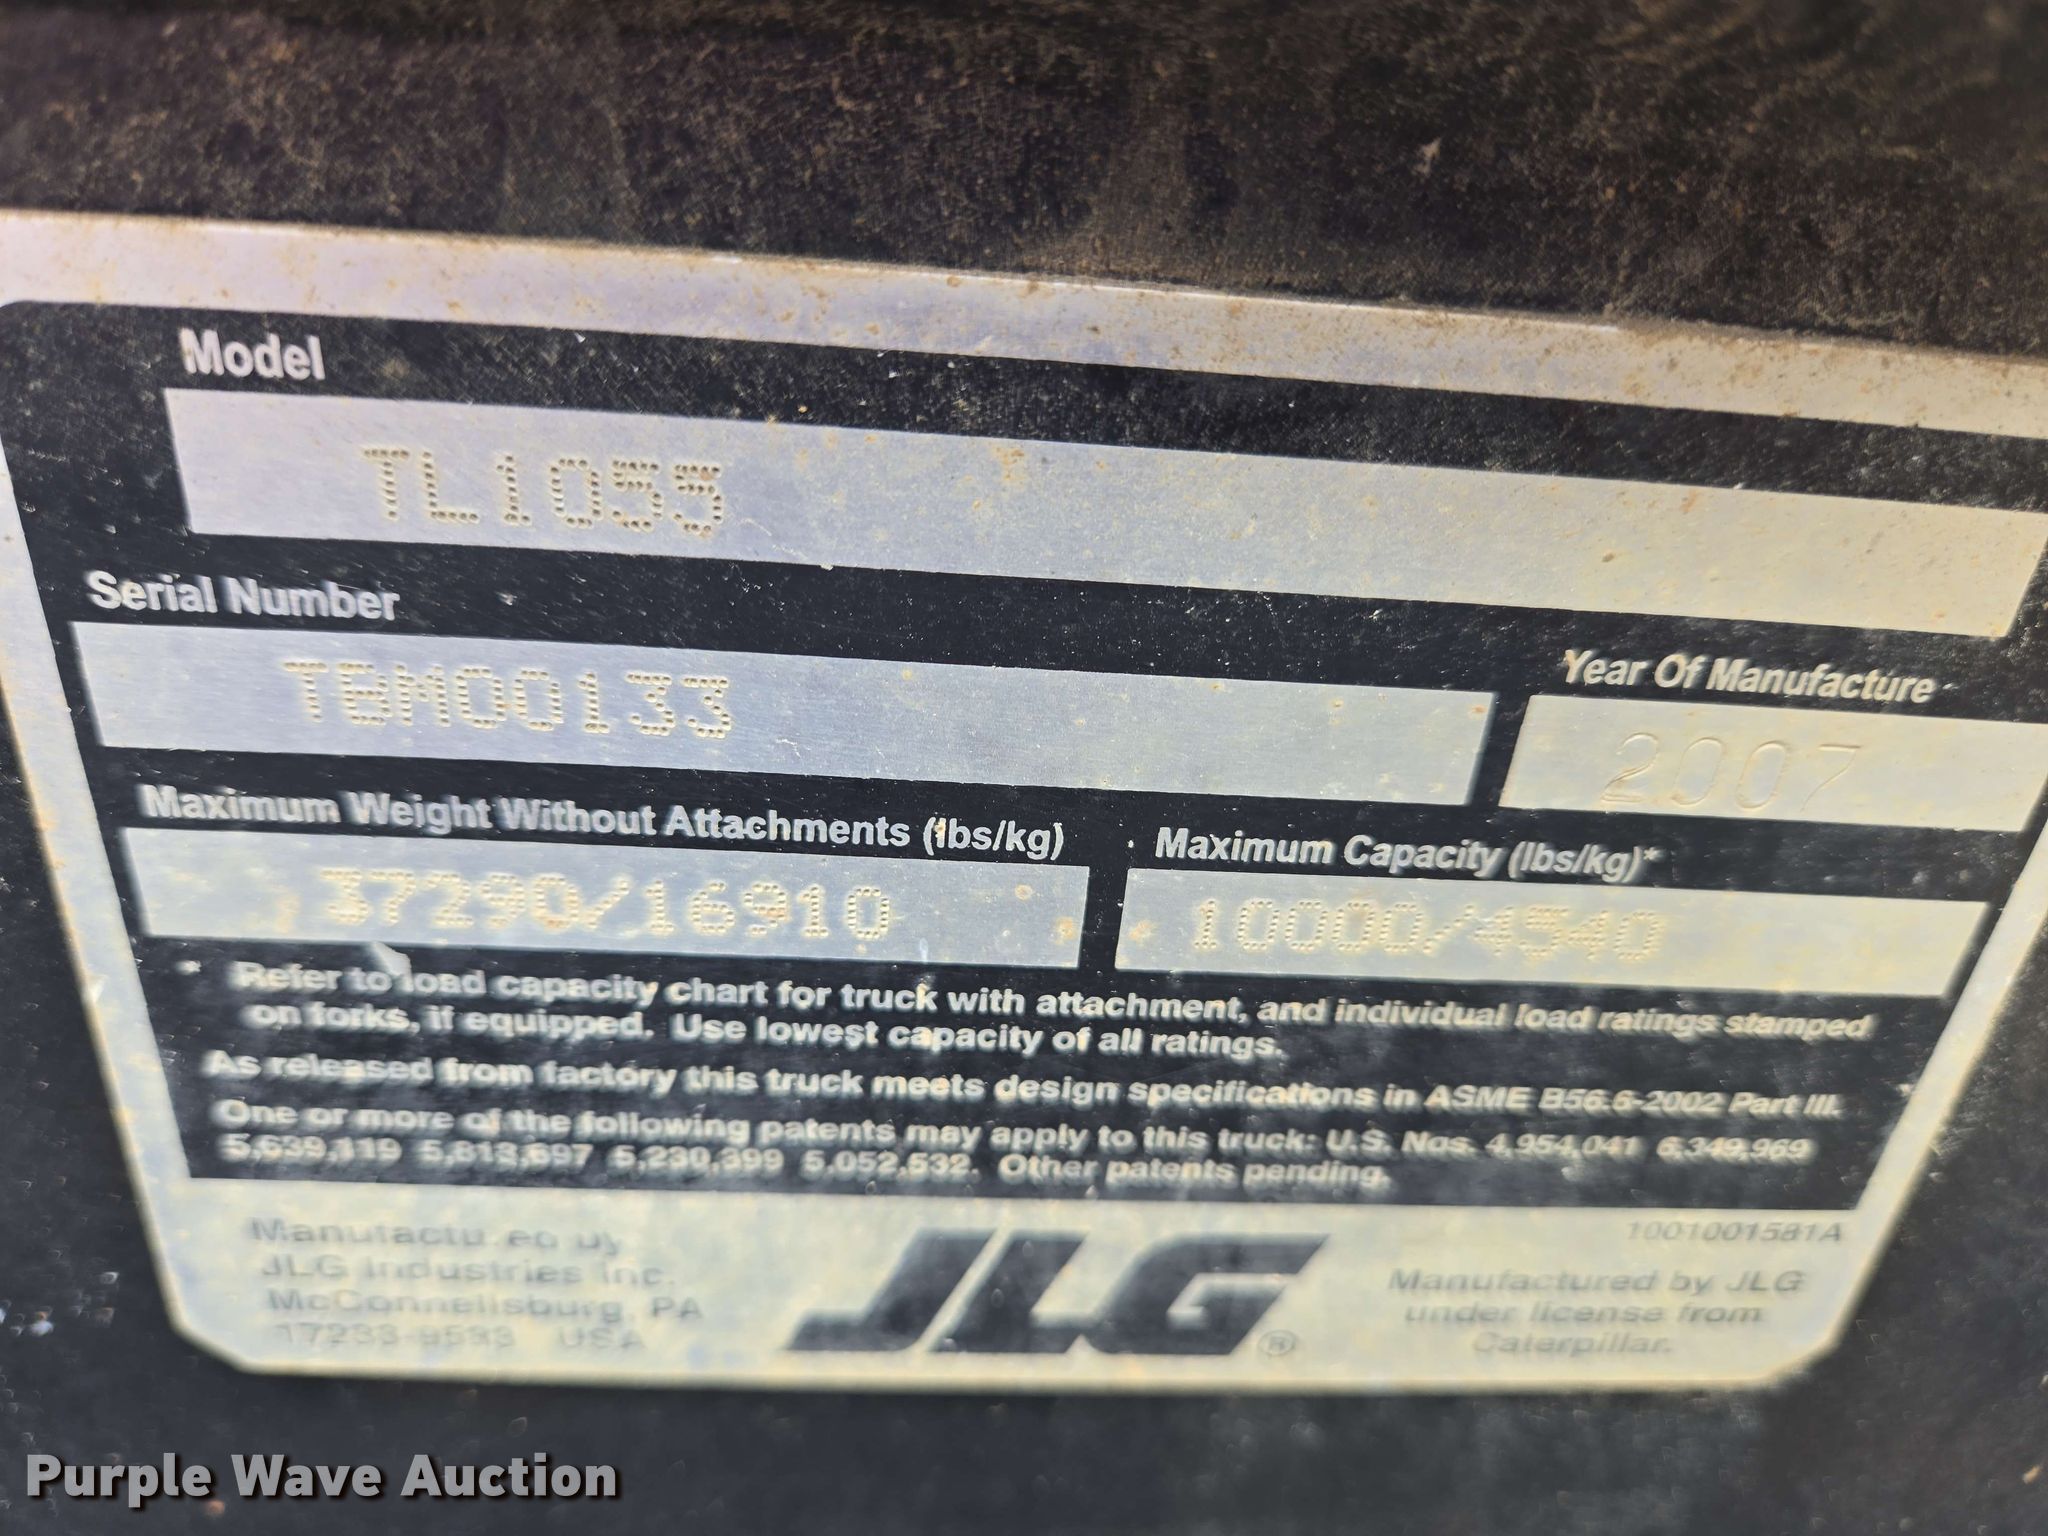 Model
TL1055
Serial Number
TBM00133
Year Of Manufacture
2007
Maximum Weight Without Attachments (lbs/kg)
37290/16910
Maximum Capacity (lbs/kg)*
10000/4540
* Refer to load capacity chart for truck with attachment, and individual load ratings stamped
on forks, if equipped. Use lowest capacity of all ratings.
As released from factory this truck meets design specifications in ASME B56.6-2002 Part III.
One or more of the following patents may apply to this truck: U.S. Nos. 4,954,041 6,349,969
5,639,119 5,813,697 5,230,399 5,052,532. Other patents pending.
Manufactured by
JLG Industries Inc.
McConnellsburg, PA
17233-9533 USA
JLG®
1001001581A
Manufactured by JLG
under license from
Caterpillar.
Purple Wave Auction